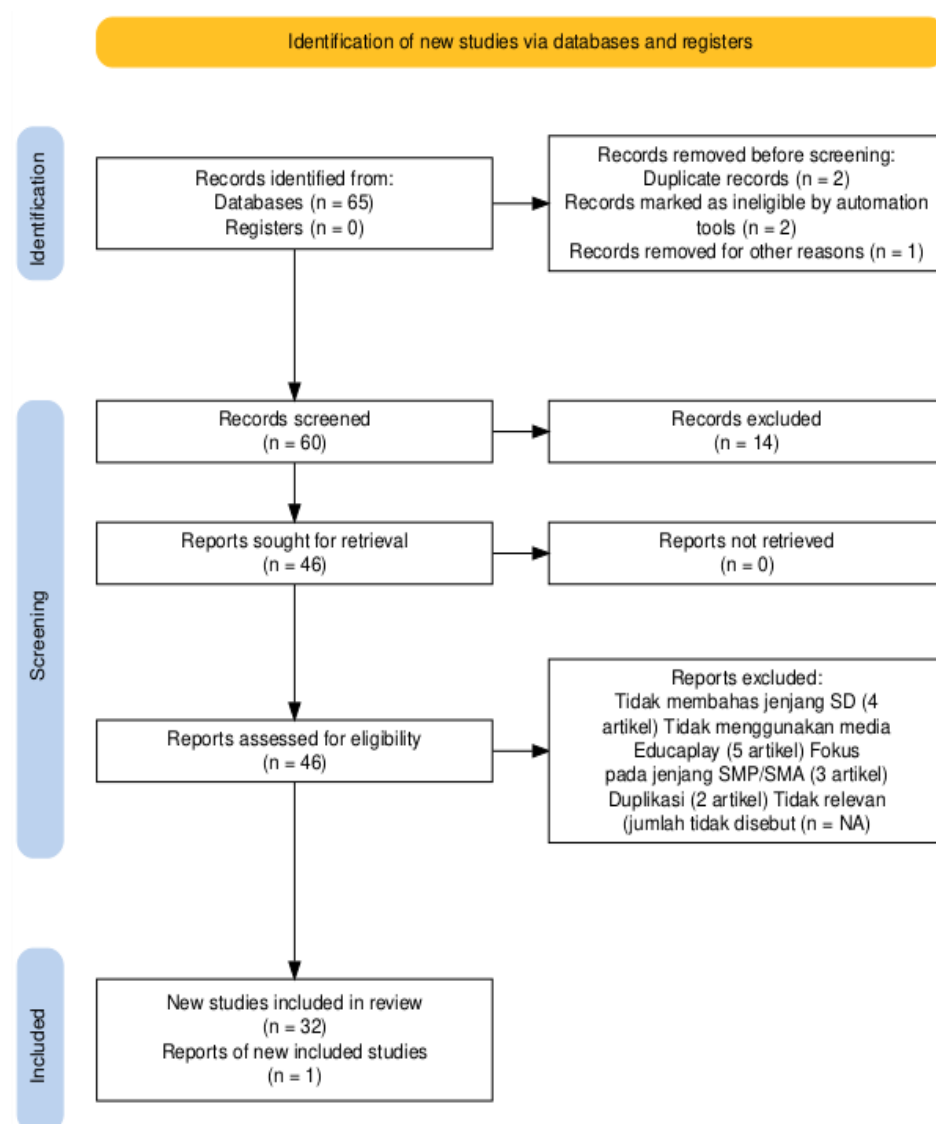 Identification of new studies via databases and registers
Identification
Records identified from:
Databases (n = 65)
Registers (n = 0)
Records removed before screening:
Duplicate records (n = 2)
Records marked as ineligible by automation
tools (n = 2)
Records removed for other reasons (n = 1)
Screening
Records screened
(n = 60)
Records excluded
(n = 14)
Reports sought for retrieval
(n = 46)
Reports not retrieved
(n = 0)
Reports assessed for eligibility
(n = 46)
Reports excluded:
Tidak membahas jenjang SD (4
artikel) Tidak menggunakan media
Educaplay (5 artikel) Fokus
pada jenjang SMP/SMA (3 artikel)
Duplikasi (2 artikel) Tidak relevan
(jumlah tidak disebut (n = NA)
Included
New studies included in review
(n = 32)
Reports of new included studies
(n = 1)